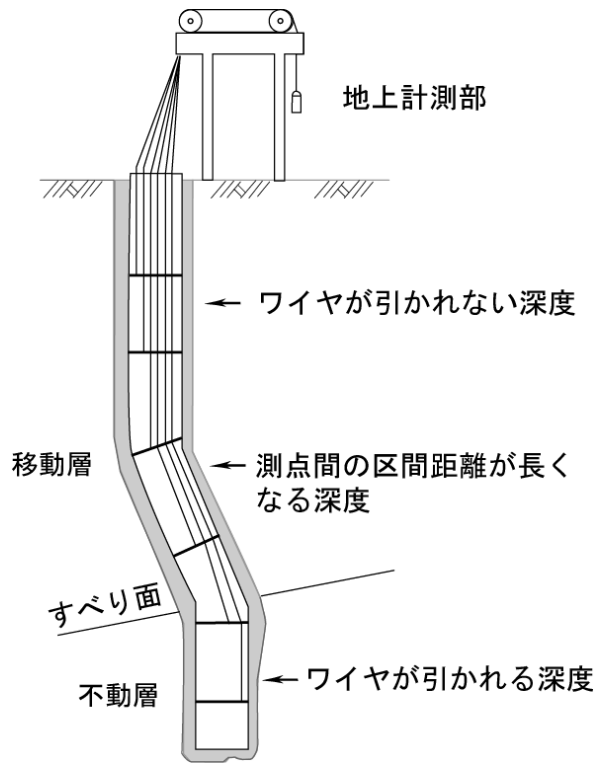 地上計測部
ワイヤが引かれない深度
移動層
測点間の区間距離が長く
なる深度
すべり面
ワイヤが引かれる深度
不動層